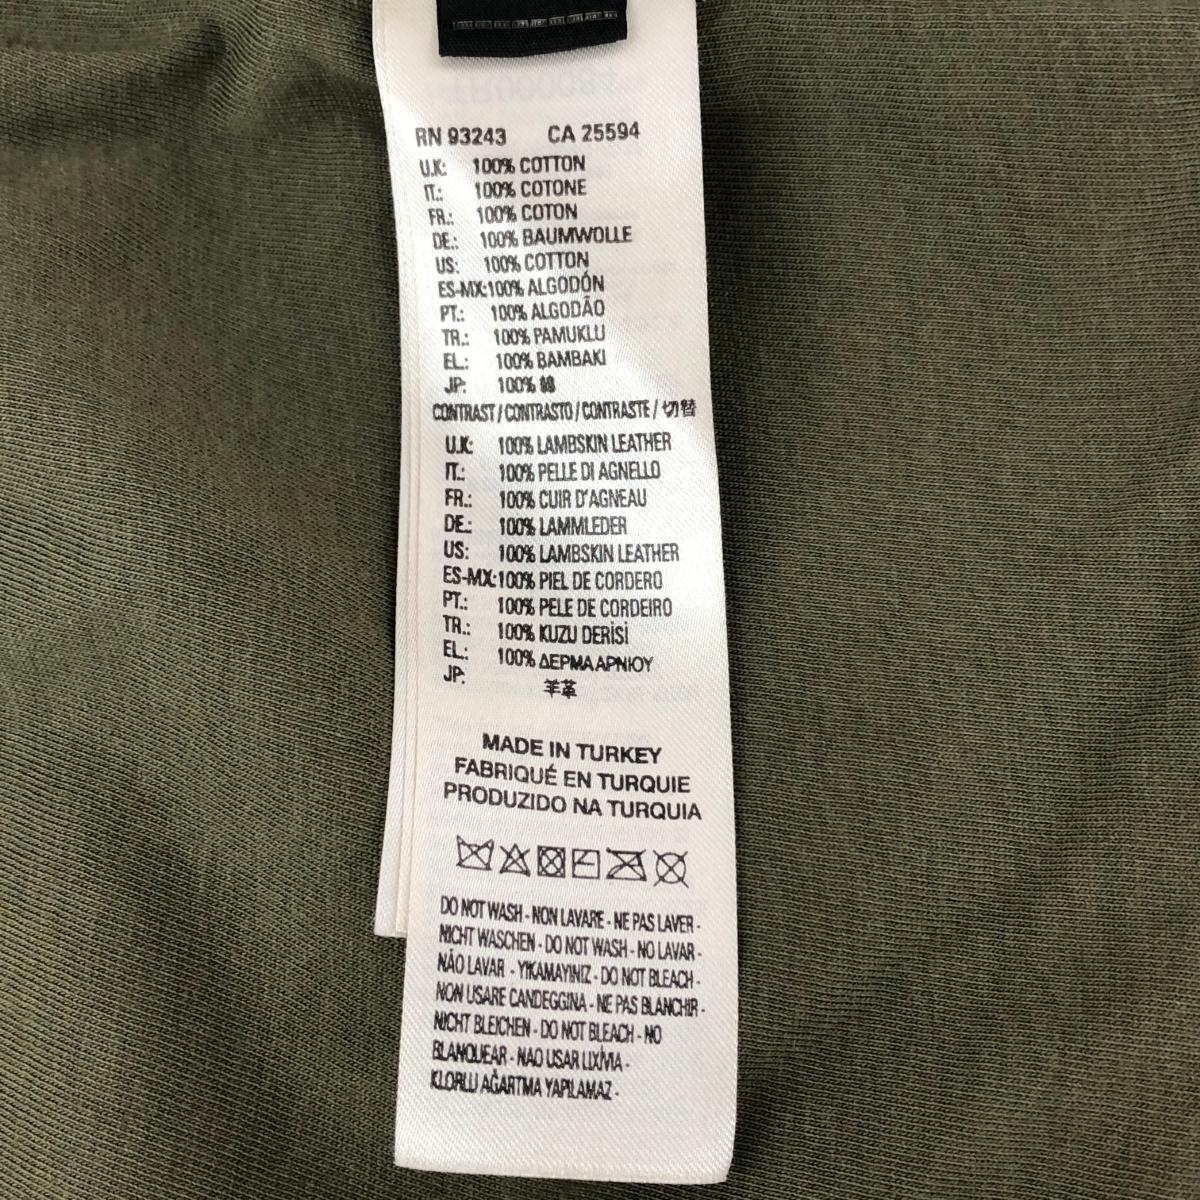 RN 93243 CA 25594
U.K: 100% COTTON
IT.: 100% COTONE
FR.: 100% COTON
DE.: 100% BAUMWOLLE
US: 100% COTTON
ES-MX:100% ALGODÓN
PT.: 100% ALGODÃO
TR.: 100% PAMUKLU
EL.: 100% BAMBAKI
JP: 100% 綿
CONTRAST / CONTRASTO / CONTRASTE / 切替
U.K: 100% LAMBSKIN LEATHER
IT.: 100% PELLE DI AGNELLO
FR.: 100% CUIR D'AGNEAU
DE.: 100% LAMMLEDER
US: 100% LAMBSKIN LEATHER
ES-MX:100% PIEL DE CORDERO
PT.: 100% PELE DE CORDEIRO
TR.: 100% KUZU DERİSİ
EL.: 100% ΔΕΡΜΑ ΑΡΝΙΟΥ
JP: 羊革
MADE IN TURKEY
FABRIQUÉ EN TURQUIE
PRODUZIDO NA TURQUIA
DO NOT WASH - NON LAVARE - NE PAS LAVER -
NICHT WASCHEN - DO NOT WASH - NO LAVAR -
NÃO LAVAR - YIKAMAYINIZ - DO NOT BLEACH -
NON USARE CANDEGGINA - NE PAS BLANCHIR -
NICHT BLEICHEN - DO NOT BLEACH - NO
BLANQUEAR - NAO USAR LIXÍVIA -
KLORLU AĞARTMA YAPILAMAZ -